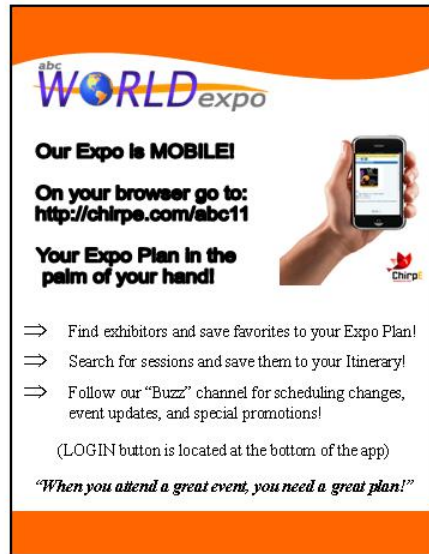 abc
WORLD expo
Our Expo is MOBILE!
On your browser go to:
http://chirpe.com/abc11
Your Expo Plan in the
palm of your hand!
ChirpE
⇒ Find exhibitors and save favorites to your Expo Plan!
⇒ Search for sessions and save them to your Itinerary!
⇒ Follow our “Buzz” channel for scheduling changes,
event updates, and special promotions!
(LOGIN button is located at the bottom of the app)
“When you attend a great event, you need a great plan!”